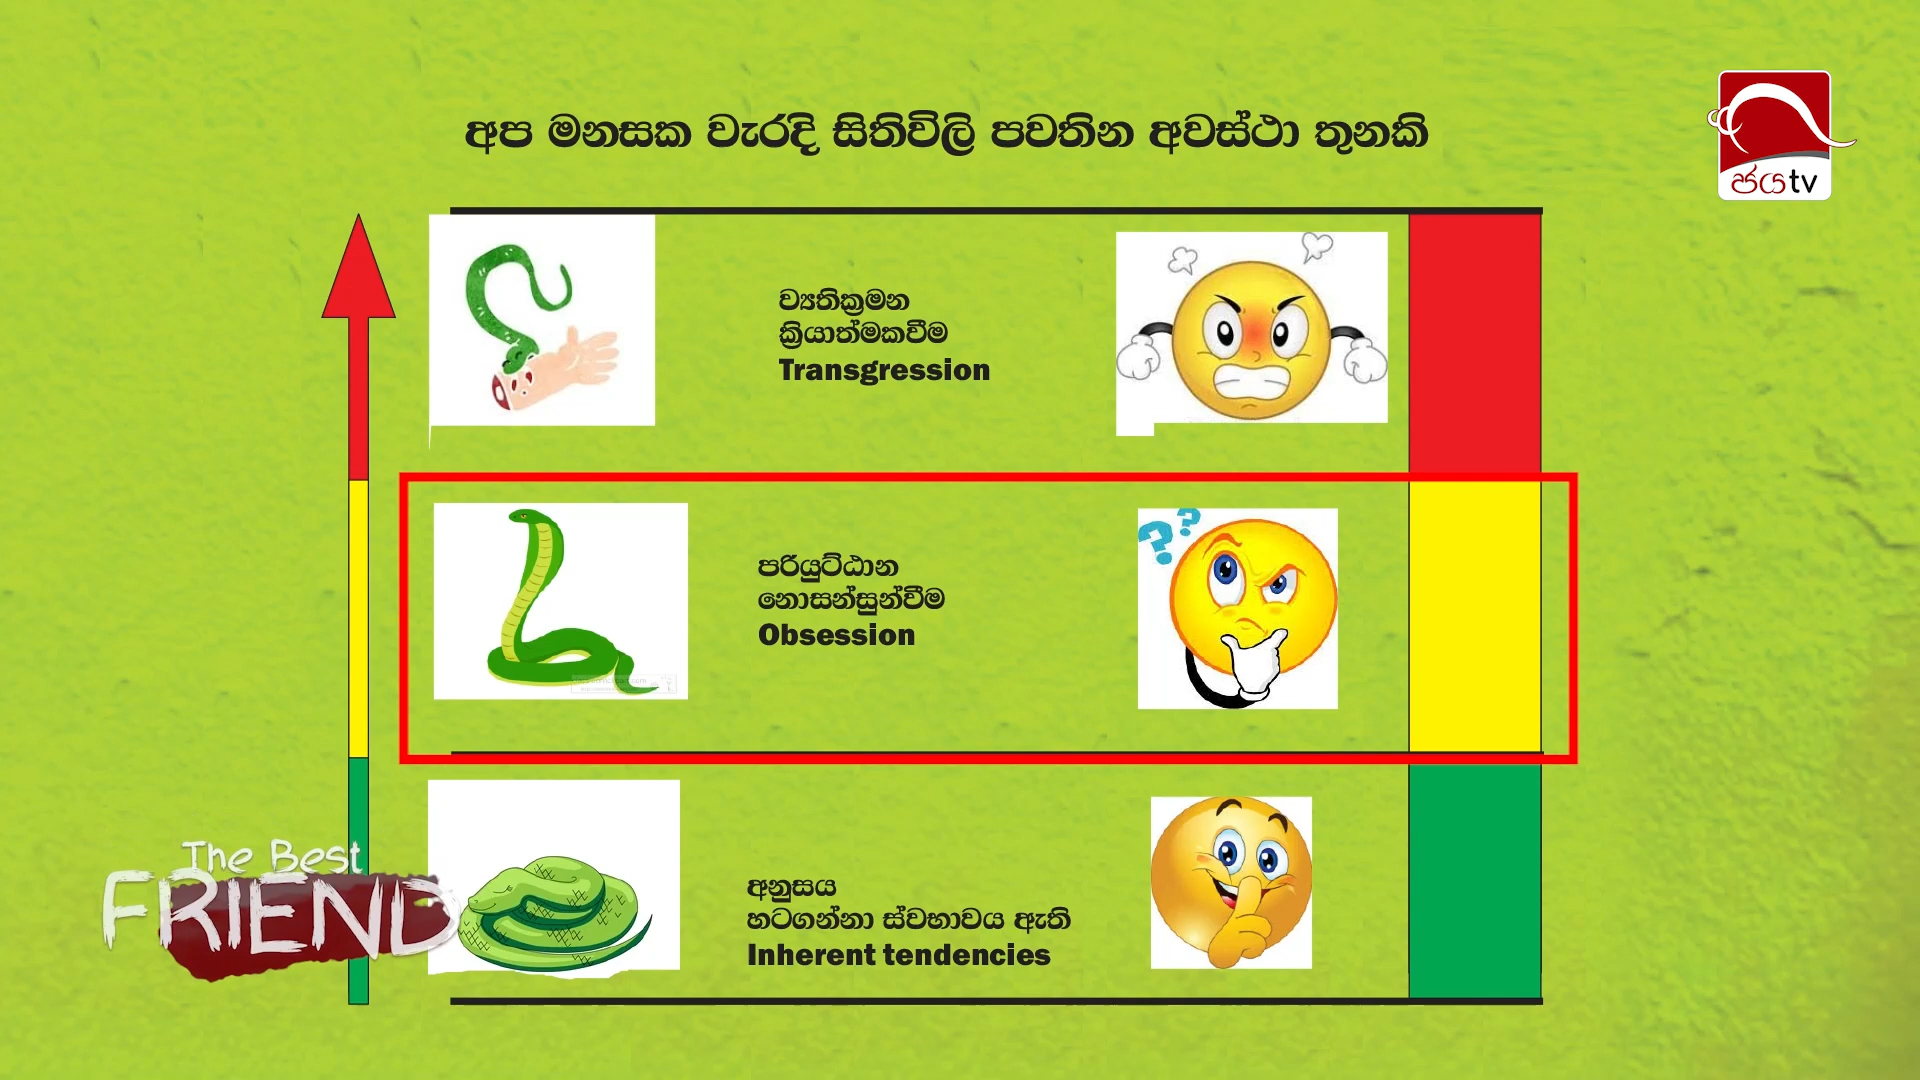 අප මනසක වැරදි සිතිවිලි පවතින අවස්ථා තුනකි
ජයtv
ව්‍යතික්‍රමන
ක්‍රියාත්මකවීම
Transgression
??
පරියුට්ඨාන
නොසන්සුන්වීම
Obsession
අනුසය
හටගන්නා ස්වභාවය ඇති
Inherent tendencies
The Best
FRIEND